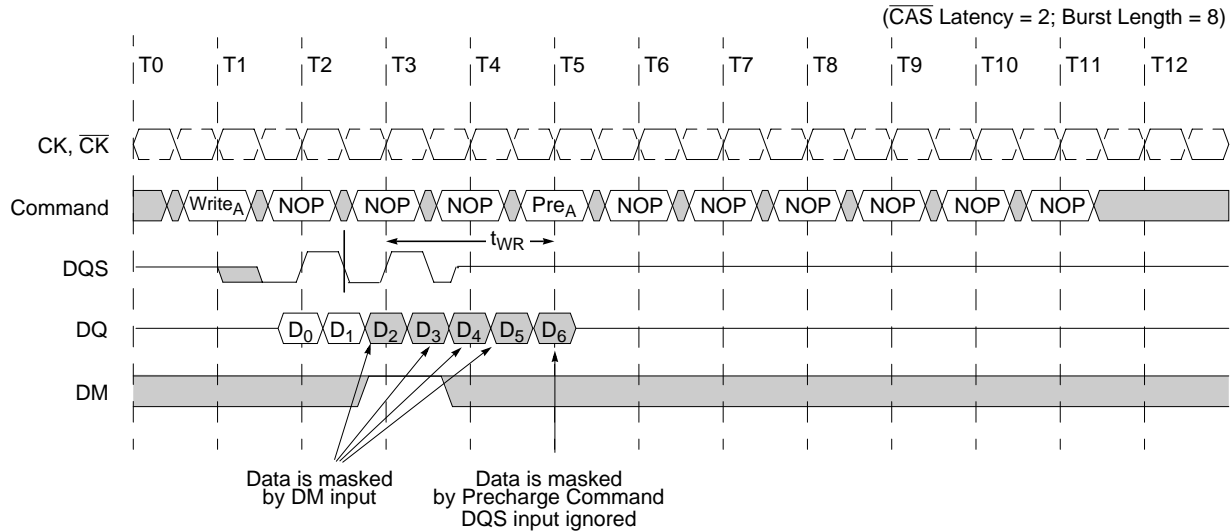 (CAS Latency = 2; Burst Length = 8)
T0 T1 T2 T3 T4 T5 T6 T7 T8 T9 T10 T11 T12
CK, CK
Command WriteA NOP NOP NOP PreA NOP NOP NOP NOP NOP NOP
tWR
DQS
DQ D0 D1 D2 D3 D4 D5 D6
DM
Data is masked
by DM input
Data is masked
by Precharge Command
DQS input ignored